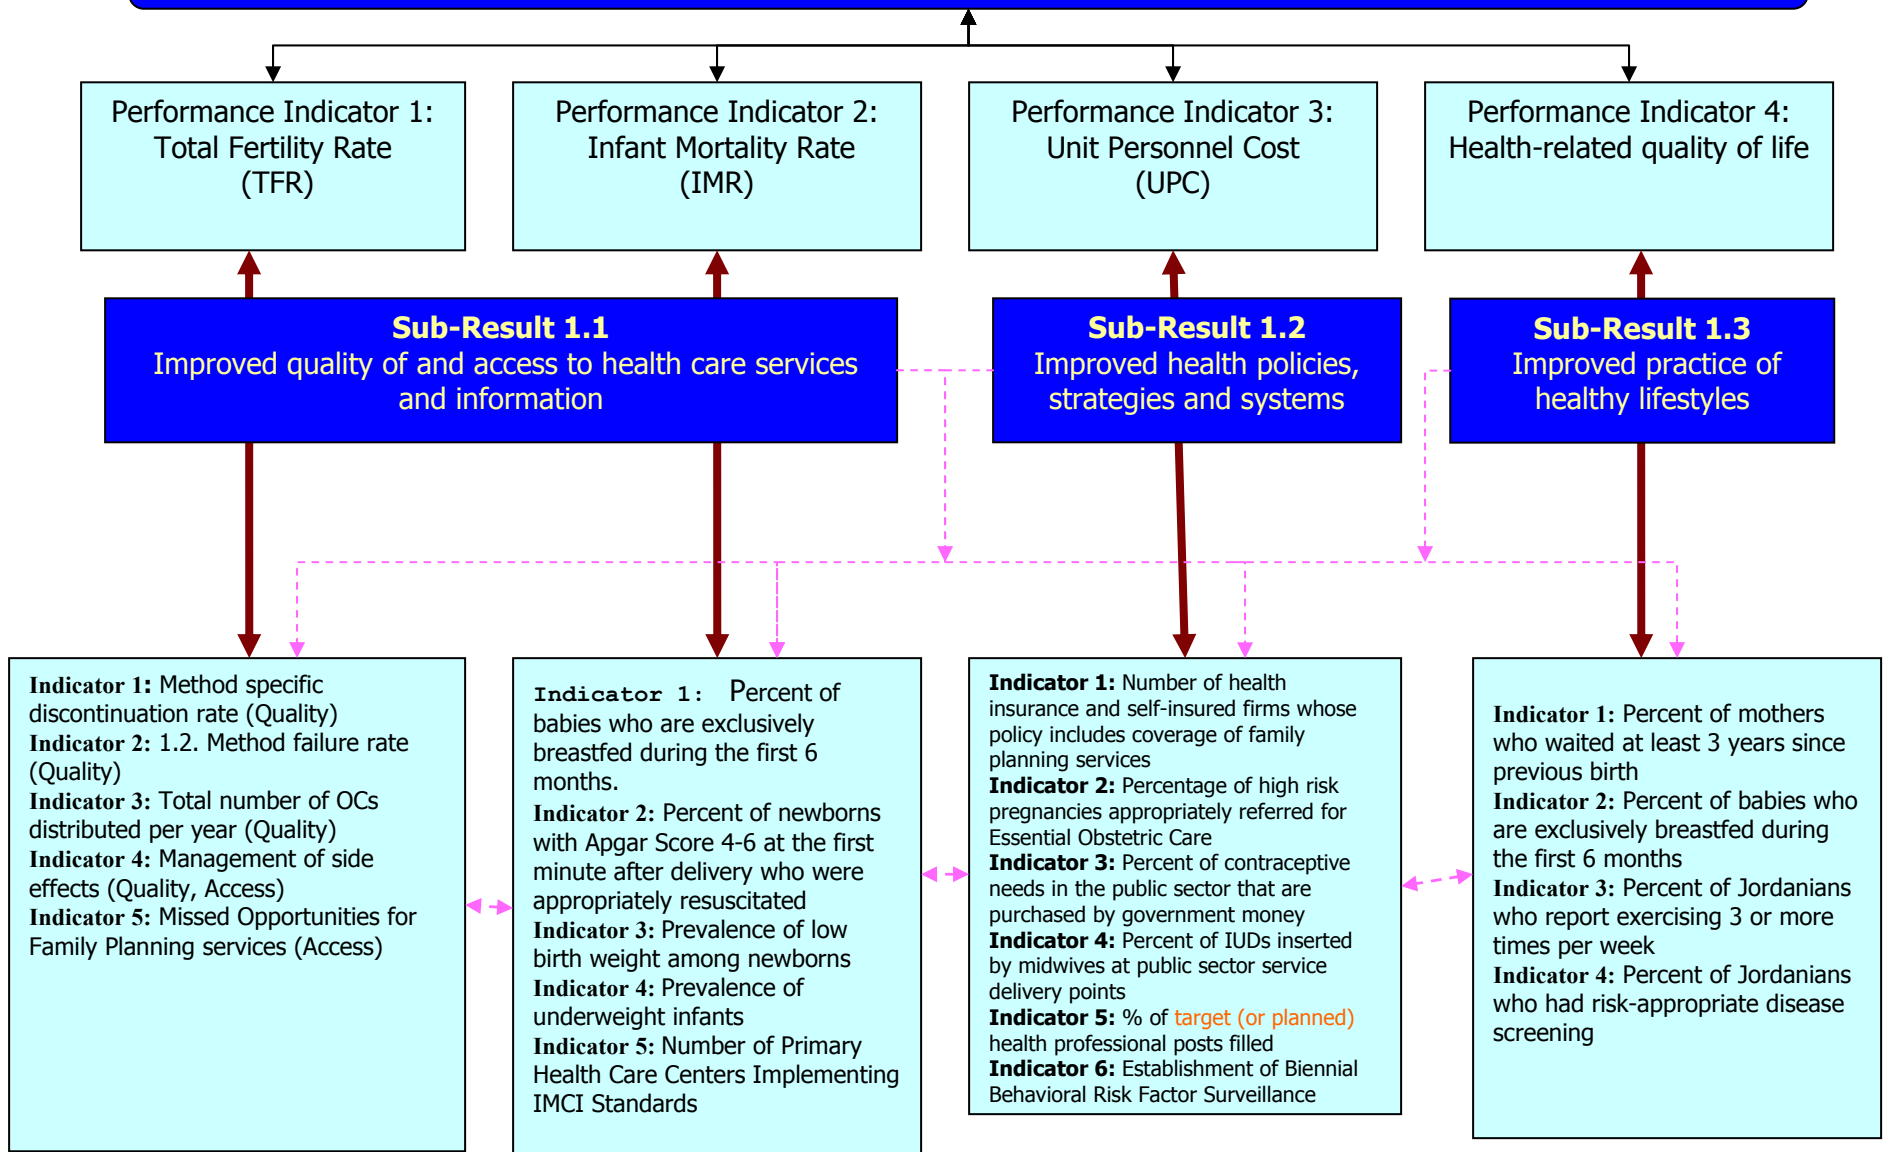 Performance Indicator 1:
Total Fertility Rate
(TFR)
Performance Indicator 2:
Infant Mortality Rate
(IMR)
Performance Indicator 3:
Unit Personnel Cost
(UPC)
Performance Indicator 4:
Health-related quality of life
Sub-Result 1.1
Improved quality of and access to health care services
and information
Sub-Result 1.2
Improved health policies,
strategies and systems
Sub-Result 1.3
Improved practice of
healthy lifestyles
Indicator 1: Method specific
discontinuation rate (Quality)
Indicator 2: 1.2. Method failure rate
(Quality)
Indicator 3: Total number of OCs
distributed per year (Quality)
Indicator 4: Management of side
effects (Quality, Access)
Indicator 5: Missed Opportunities for
Family Planning services (Access)
Indicator 1: Percent of
babies who are exclusively
breastfed during the first 6
months.
Indicator 2: Percent of newborns
with Apgar Score 4-6 at the first
minute after delivery who were
appropriately resuscitated
Indicator 3: Prevalence of low
birth weight among newborns
Indicator 4: Prevalence of
underweight infants
Indicator 5: Number of Primary
Health Care Centers Implementing
IMCI Standards
Indicator 1: Number of health
insurance and self-insured firms whose
policy includes coverage of family
planning services
Indicator 2: Percentage of high risk
pregnancies appropriately referred for
Essential Obstetric Care
Indicator 3: Percent of contraceptive
needs in the public sector that are
purchased by government money
Indicator 4: Percent of IUDs inserted
by midwives at public sector service
delivery points
Indicator 5: % of target (or planned)
health professional posts filled
Indicator 6: Establishment of Biennial
Behavioral Risk Factor Surveillance
Indicator 1: Percent of mothers
who waited at least 3 years since
previous birth
Indicator 2: Percent of babies who
are exclusively breastfed during
the first 6 months
Indicator 3: Percent of Jordanians
who report exercising 3 or more
times per week
Indicator 4: Percent of Jordanians
who had risk-appropriate disease
screening